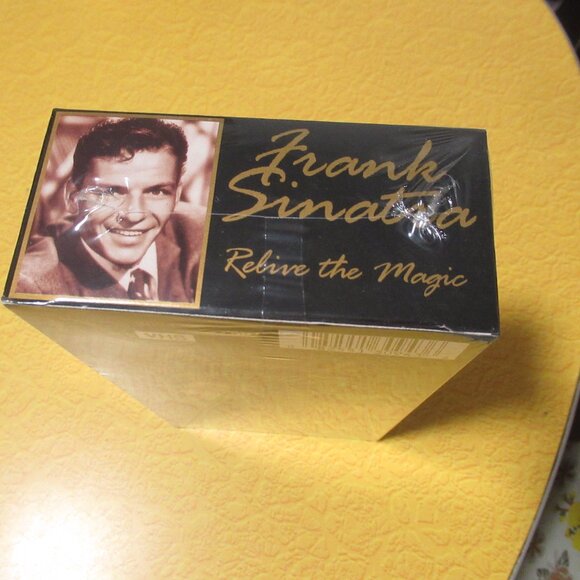 Frank
Sinatra
Relive the Magic